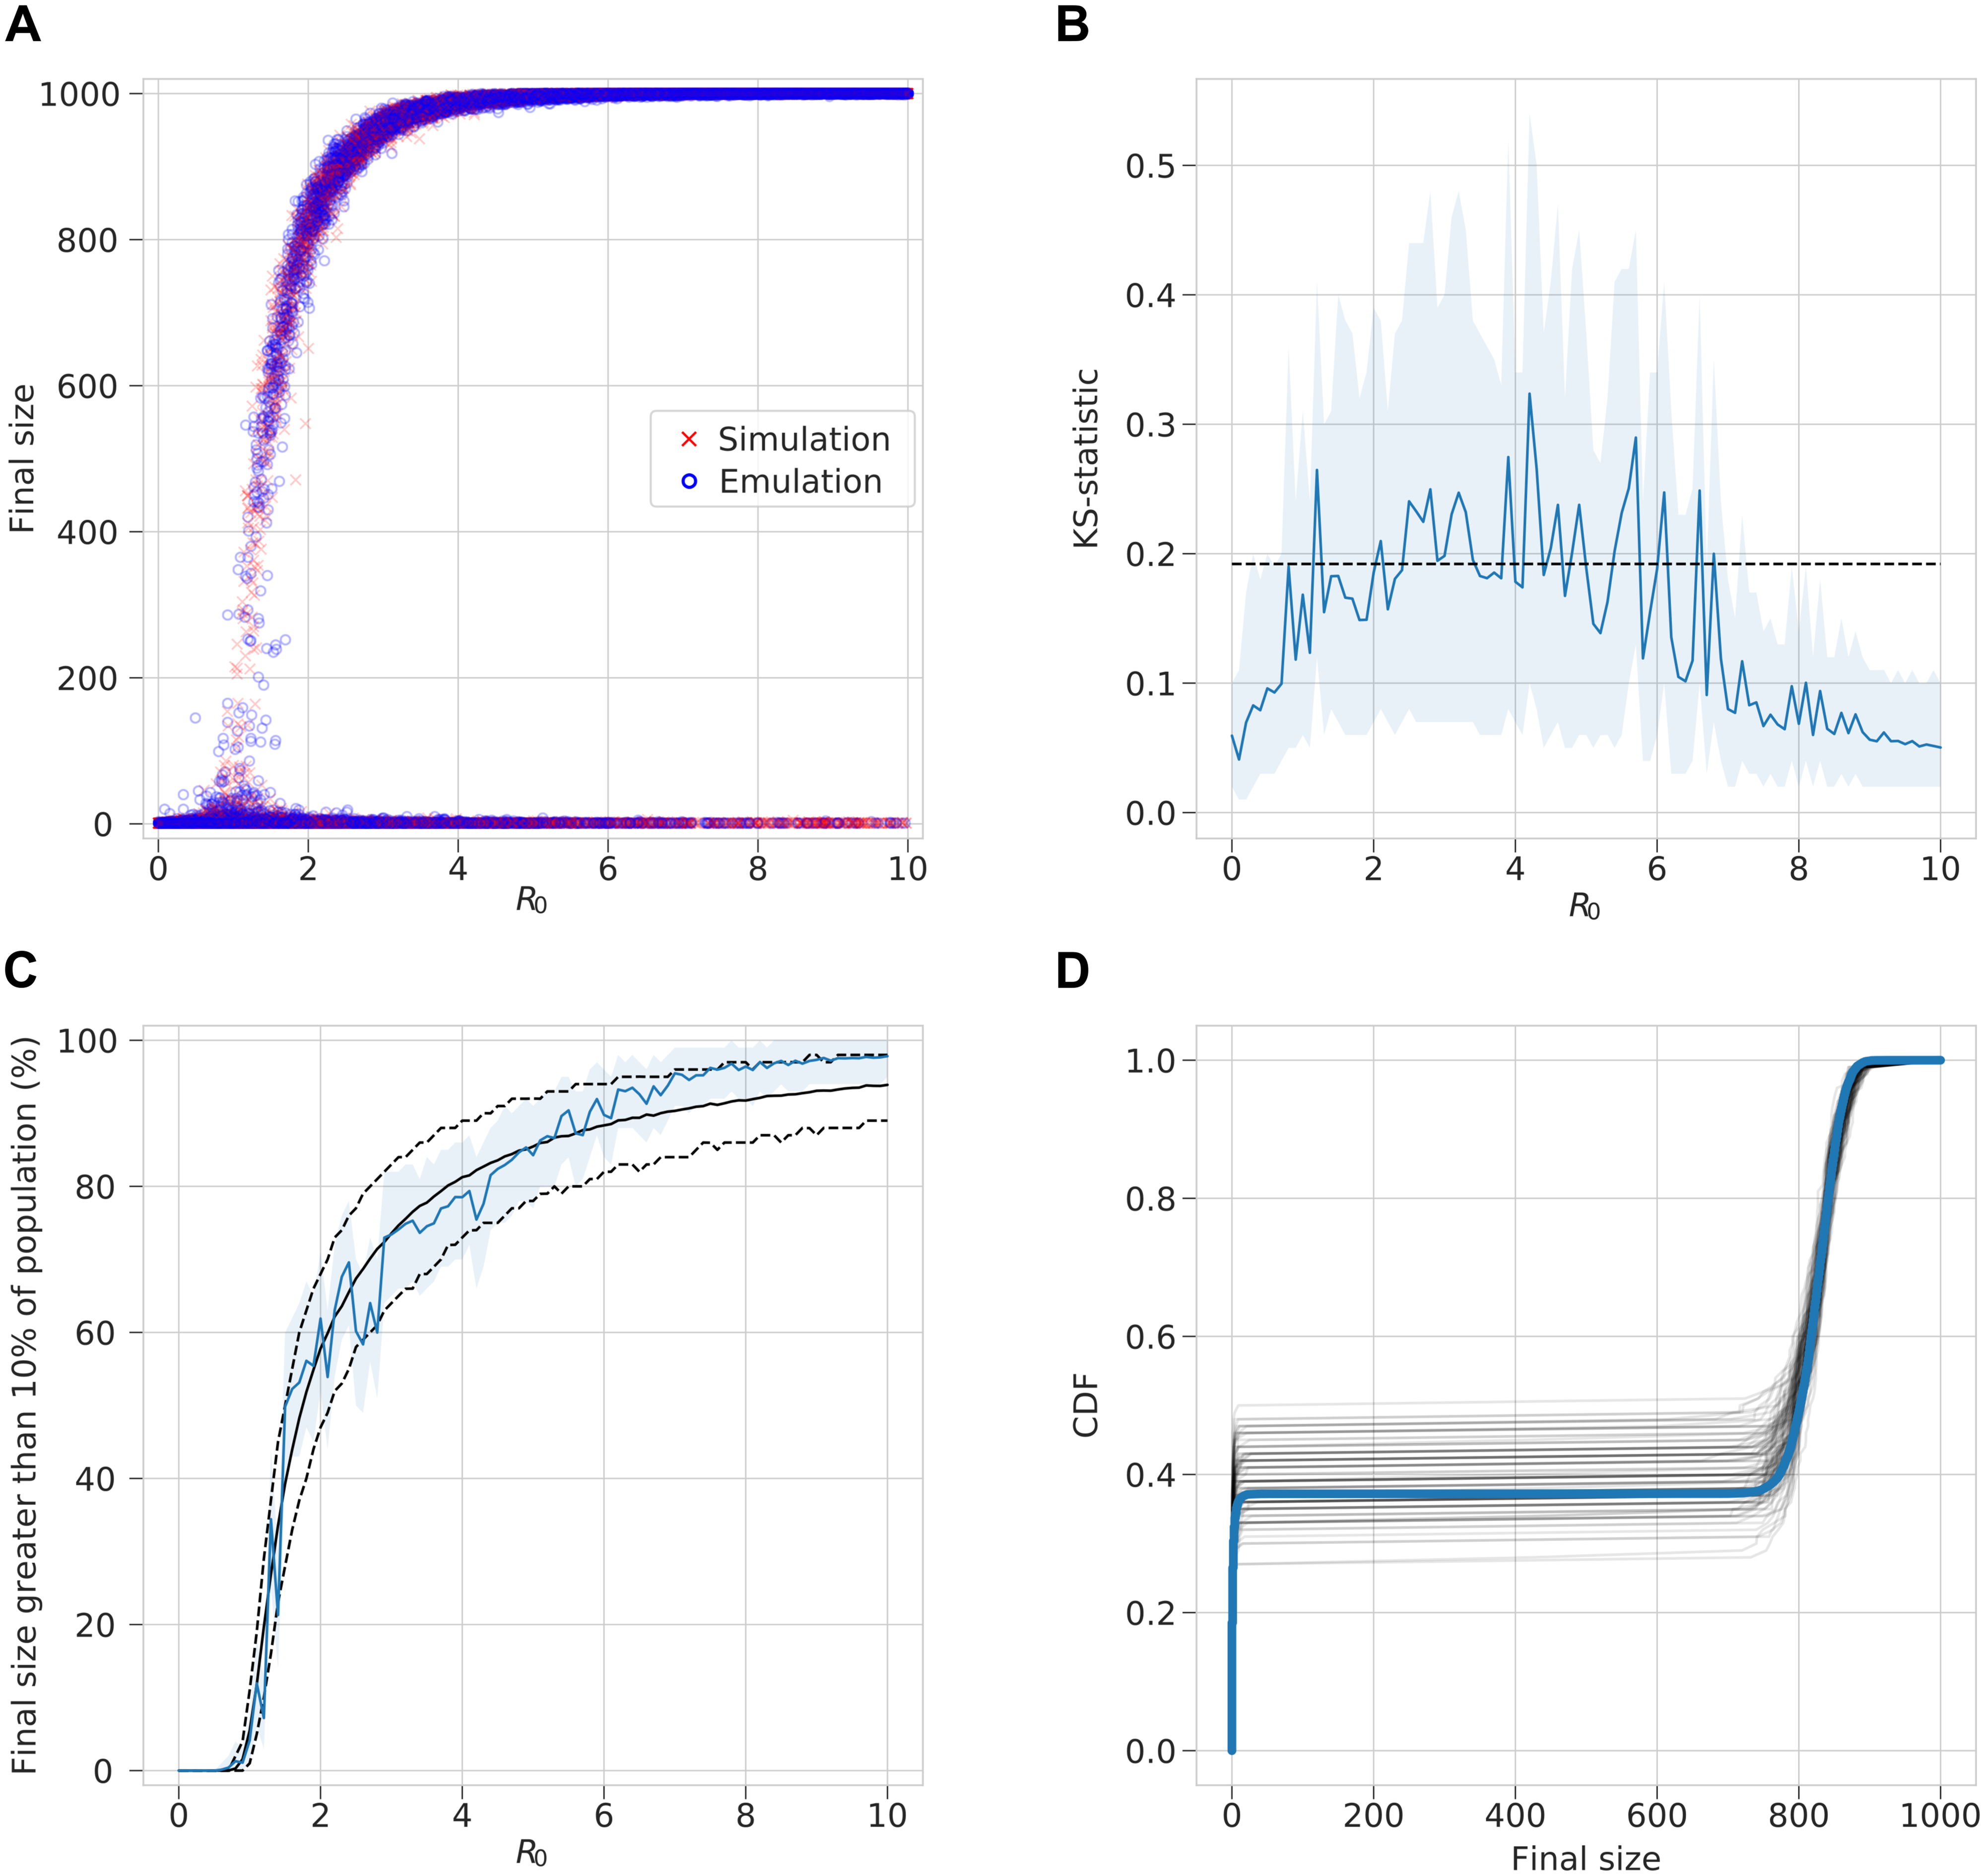 A
1000
800
600
400
200
0
Final size
Simulation
Emulation
0 2 4 6 8 10
R0
B
0.5
0.4
0.3
0.2
0.1
0.0
KS-statistic
0 2 4 6 8 10
R0
C
100
80
60
40
20
0
Final size greater than 10% of population (%)
0 2 4 6 8 10
R0
D
1.0
0.8
0.6
0.4
0.2
0.0
CDF
0 200 400 600 800 1000
Final size